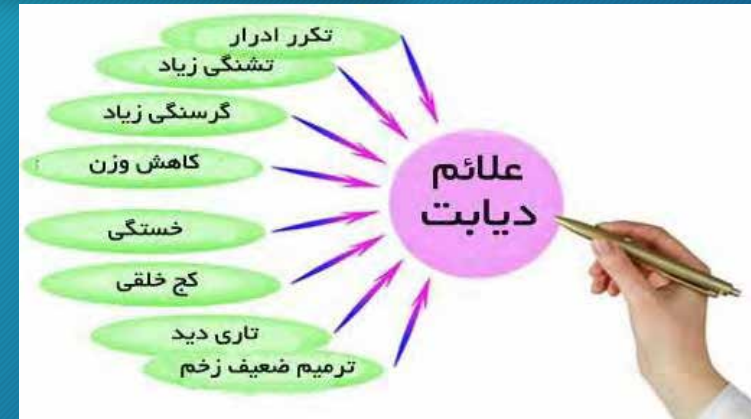 تکرر ادرار
تشنگی زیاد
گرسنگی زیاد
کاهش وزن
خستگی
کج خلقی
تاری دید
ترمیم ضعیف زخم
علائم
دیابت